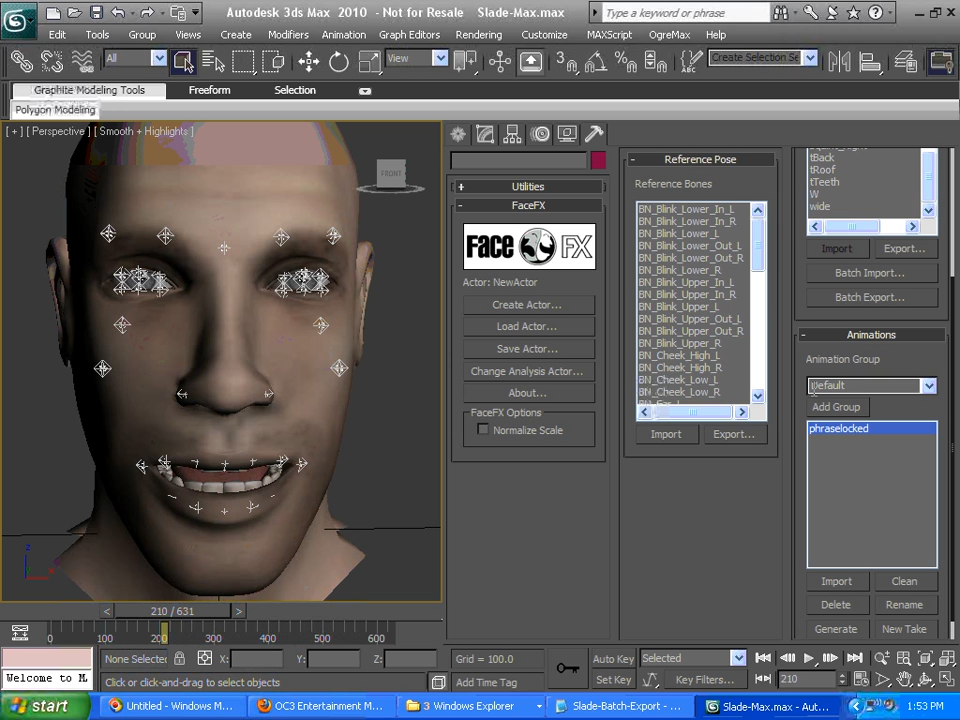 Autodesk 3ds Max 2010 - Not for Resale Slade-Max.max
Type a keyword or phrase
Edit Tools Group Views Create Modifiers Animation Graph Editors Rendering Customize MAXScript OgreMax Help
All
View
Create Selection Se
Graphite Modeling Tools Freeform Selection
Polygon Modeling
[ + ] [ Perspective ] [ Smooth + Highlights ]
FRONT
+ Utilities
- FaceFX
Face FX
Actor: NewActor
Create Actor...
Load Actor...
Save Actor...
Change Analysis Actor...
About...
FaceFX Options
Normalize Scale
- Reference Pose
Reference Bones
BN_Blink_Lower_In_L
BN_Blink_Lower_In_R
BN_Blink_Lower_L
BN_Blink_Lower_Out_L
BN_Blink_Lower_Out_R
BN_Blink_Lower_R
BN_Blink_Upper_In_L
BN_Blink_Upper_In_R
BN_Blink_Upper_L
BN_Blink_Upper_Out_L
BN_Blink_Upper_Out_R
BN_Blink_Upper_R
BN_Cheek_High_L
BN_Cheek_High_R
BN_Cheek_Low_L
BN_Cheek_Low_R
Import Export...
tBack
tRoof
tTeeth
W
wide
Import Export...
Batch Import...
Batch Export...
- Animations
Animation Group
Default
Add Group
phraselocked
Import Clean
Delete Rename
Generate New Take
< 210 / 631 >
0 100 200 300 400 500 600
None Selected X: Y: Z: Grid = 100.0
Auto Key Selected
Welcome to M
Click or click-and-drag to select objects
Add Time Tag
Set Key Key Filters...
210
start
Untitled - Windows M...
OC3 Entertainment M...
3 Windows Explorer
Slade-Batch-Export - ...
Slade-Max.max - Aut...
1:53 PM